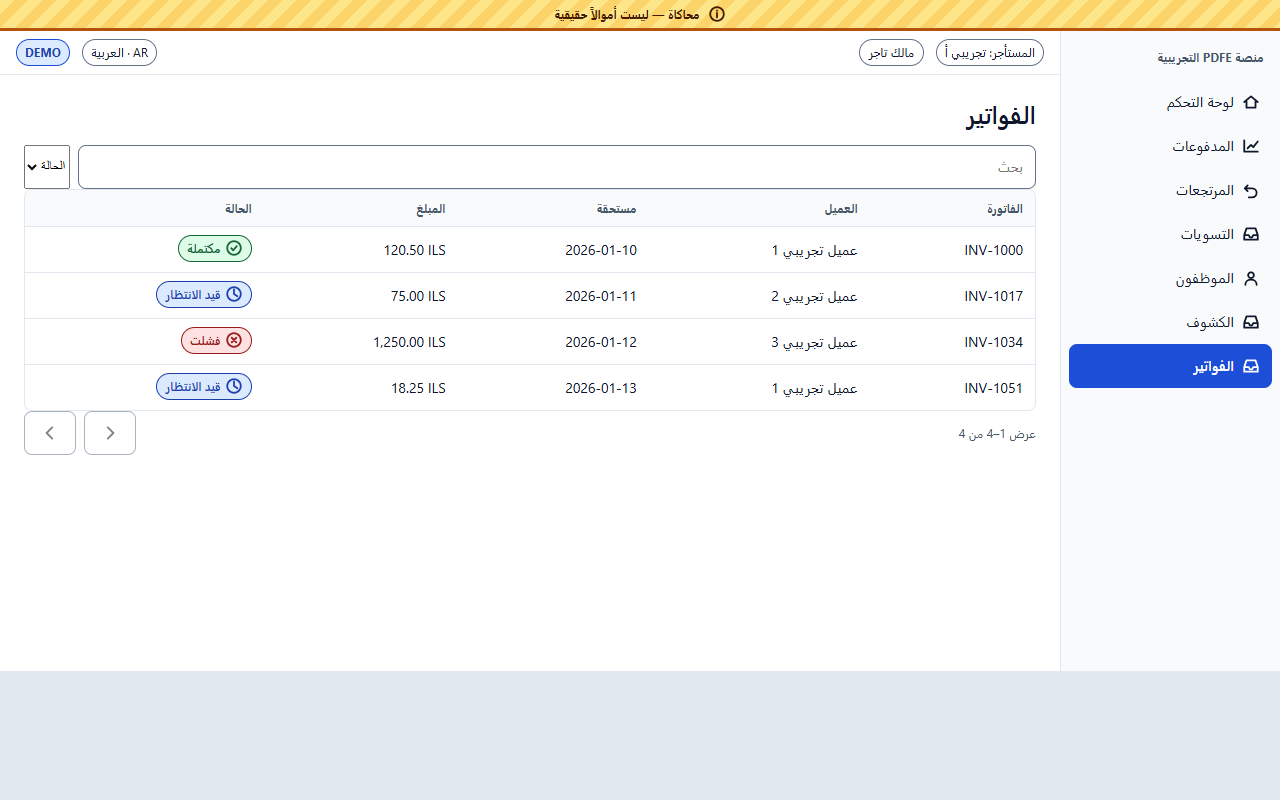 محاكاة — ليست أموالاً حقيقية
منصة PDFE التجريبية
لوحة التحكم
المدفوعات
المرتجعات
التسويات
الموظفون
الكشوف
الفواتير
المستأجر: تجريبي أ
مالك تاجر
AR · العربية
DEMO
الفواتير
بحث
الحالة
الفاتورة العميل مستحقة المبلغ الحالة
INV-1000 عميل تجريبي 1 2026-01-10 120.50 ILS مكتملة
INV-1017 عميل تجريبي 2 2026-01-11 75.00 ILS قيد الانتظار
INV-1034 عميل تجريبي 3 2026-01-12 1,250.00 ILS فشلت
INV-1051 عميل تجريبي 1 2026-01-13 18.25 ILS قيد الانتظار
عرض 1–4 من 4